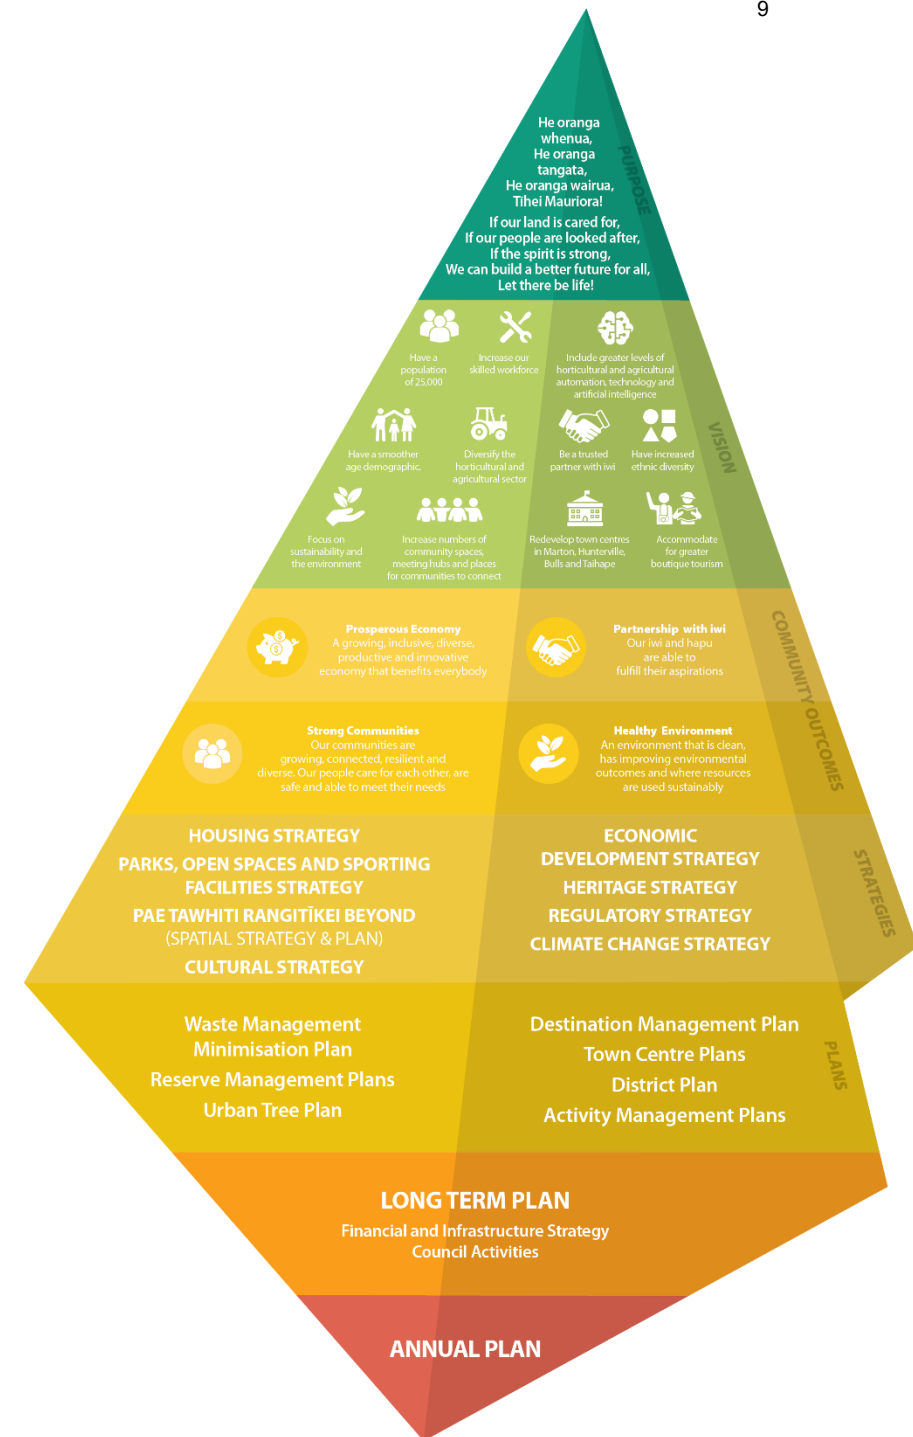 9
He oranga
whenua,
He oranga
tangata,
He oranga wairua,
Tihei Mauriora!
If our land is cared for,
If our people are looked after,
If the spirit is strong,
We can build a better future for all,
Let there be life!
PURPOSE
Have a
population
of 25,000
Increase our
skilled workforce
Include greater levels of
horticultural and agricultural
automation, technology and
artificial intelligence
Have a smoother
age demographic.
Diversify the
horticultural and
agricultural sector
Be a trusted
partner with iwi
Have increased
ethnic diversity
VISION
Focus on
sustainability and
the environment
Increase numbers of
community spaces,
meeting hubs and places
for communities to connect
Redevelop town centres
in Marton, Hunterville,
Bulls and Taihape
Accommodate
for greater
boutique tourism
Prosperous Economy
A growing, inclusive, diverse,
productive and innovative
economy that benefits everybody
Partnership with iwi
Our iwi and hapu
are able to
fulfill their aspirations
COMMUNITY OUTCOMES
Strong Communities
Our communities are
growing, connected, resilient and
diverse. Our people care for each other, are
safe and able to meet their needs
Healthy Environment
An environment that is clean,
has improving environmental
outcomes and where resources
are used sustainably
HOUSING STRATEGY
PARKS, OPEN SPACES AND SPORTING
FACILITIES STRATEGY
PAE TAWHITI RANGITĪKEI BEYOND
(SPATIAL STRATEGY & PLAN)
CULTURAL STRATEGY
ECONOMIC
DEVELOPMENT STRATEGY
HERITAGE STRATEGY
REGULATORY STRATEGY
CLIMATE CHANGE STRATEGY
STRATEGIES
Waste Management
Minimisation Plan
Reserve Management Plans
Urban Tree Plan
Destination Management Plan
Town Centre Plans
District Plan
Activity Management Plans
PLANS
LONG TERM PLAN
Financial and Infrastructure Strategy
Council Activities
ANNUAL PLAN